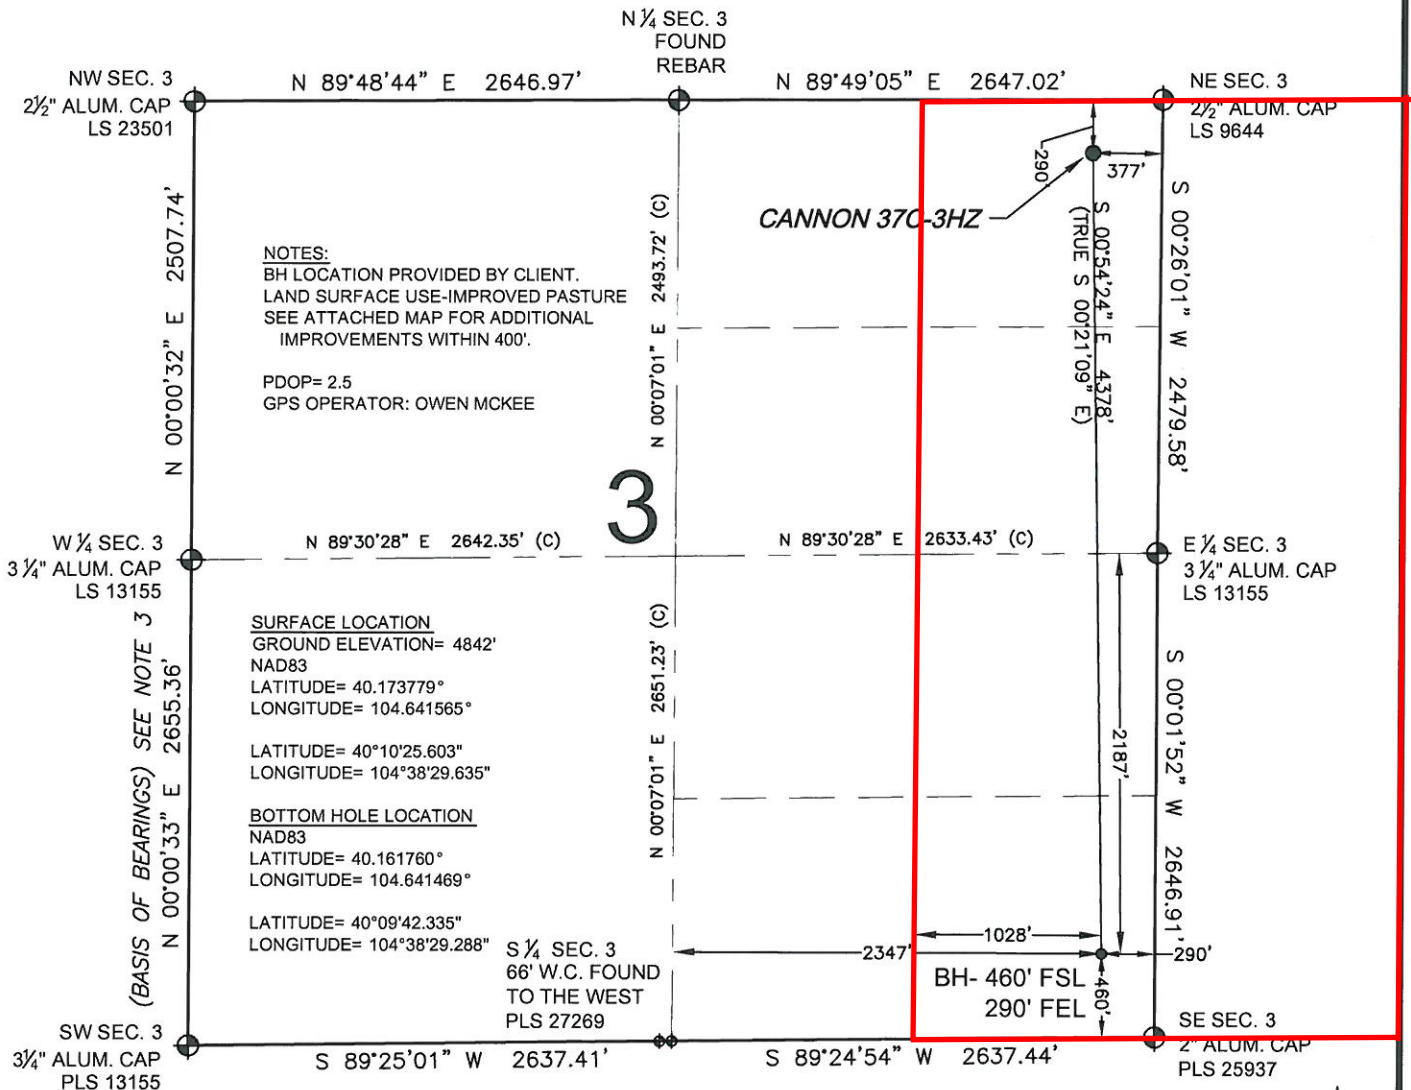 N ¼ SEC. 3
FOUND
REBAR
NW SEC. 3
2½" ALUM. CAP
LS 23501
N 89°48'44" E 2646.97'
N 89°49'05" E 2647.02'
NE SEC. 3
2½" ALUM. CAP
LS 9644
290'
377'
CANNON 37C-3HZ
N 00°00'32" E 2507.74'
N 00°07'01" E 2493.72' (C)
S 00°54'24" E 4378'
(TRUE S 00°21'09" E)
S 00°26'01" W 2479.58'
NOTES:
BH LOCATION PROVIDED BY CLIENT.
LAND SURFACE USE-IMPROVED PASTURE
SEE ATTACHED MAP FOR ADDITIONAL
IMPROVEMENTS WITHIN 400'.
PDOP= 2.5
GPS OPERATOR: OWEN MCKEE
3
W ¼ SEC. 3
3 ¼" ALUM. CAP
LS 13155
N 89°30'28" E 2642.35' (C)
N 89°30'28" E 2633.43' (C)
E ¼ SEC. 3
3 ¼" ALUM. CAP
LS 13155
(BASIS OF BEARINGS) SEE NOTE 3
N 00°00'33" E 2655.36'
SURFACE LOCATION
GROUND ELEVATION= 4842'
NAD83
LATITUDE= 40.173779°
LONGITUDE= 104.641565°
LATITUDE= 40°10'25.603"
LONGITUDE= 104°38'29.635"
BOTTOM HOLE LOCATION
NAD83
LATITUDE= 40.161760°
LONGITUDE= 104.641469°
LATITUDE= 40°09'42.335"
LONGITUDE= 104°38'29.288"
N 00°07'01" E 2651.23' (C)
2187'
S 00°01'52" W 2646.91'
1028'
2347'
290'
BH- 460' FSL
290' FEL
460'
S ¼ SEC. 3
66' W.C. FOUND
TO THE WEST
PLS 27269
SW SEC. 3
3¼" ALUM. CAP
PLS 13155
S 89°25'01" W 2637.41'
S 89°24'54" W 2637.44'
SE SEC. 3
2" ALUM. CAP
PLS 25937